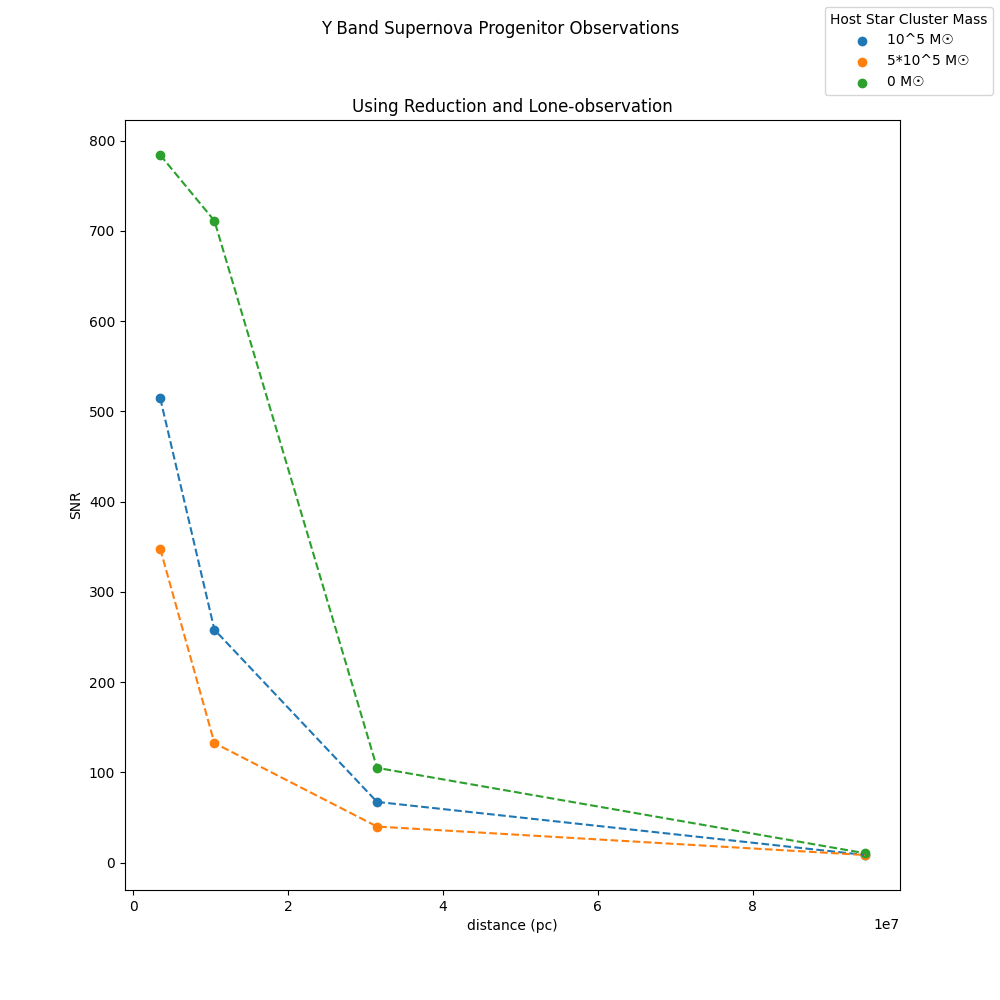 Y Band Supernova Progenitor Observations
Host Star Cluster Mass
10^5 M☉
5*10^5 M☉
0 M☉
Using Reduction and Lone-observation
800
700
600
500
400
300
200
100
0
SNR
0 2 4 6 8
1e7
distance (pc)